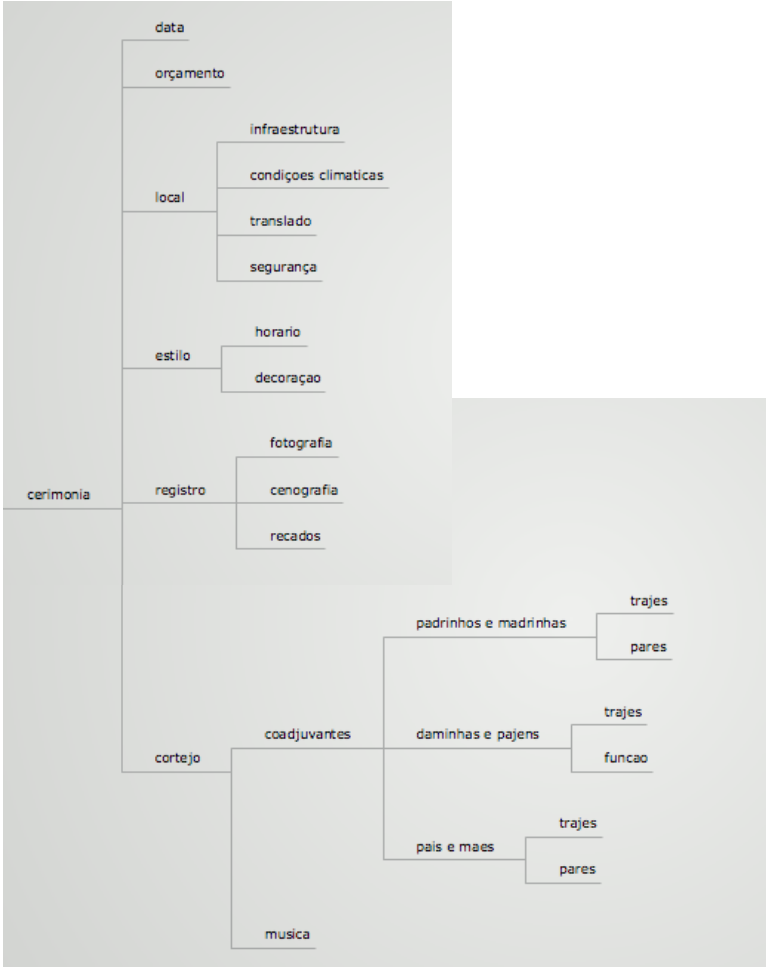 data
orçamento
infraestrutura
condiçoes climaticas
local
translado
segurança
horario
estilo
decoraçao
fotografia
registro
cenografia
cerimonia
recados
trajes
padrinhos e madrinhas
pares
trajes
coadjuvantes
daminhas e pajens
cortejo
funcao
trajes
pais e maes
pares
musica